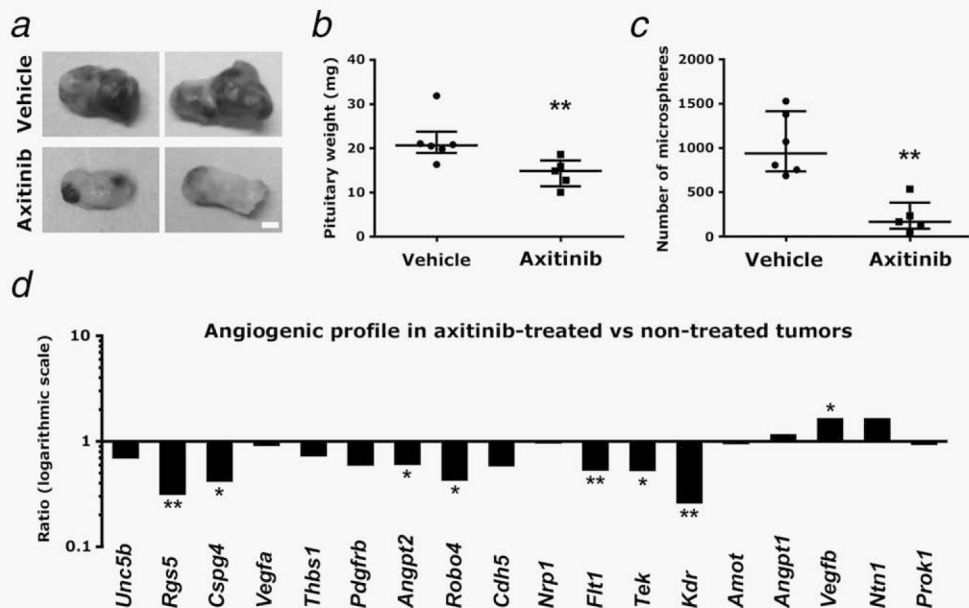 a
Vehicle
Axitinib
b
Pituitary weight (mg)
40
30
20
10
0
**
Vehicle
Axitinib
c
Number of microspheres
1500
1000
500
0
**
Vehicle
Axitinib
d
Angiogenic profile in axitinib-treated vs non-treated tumors
Ratio (logarithmic scale)
10
1
0.1
** * * * ** * ** *
Unc5b
Rgs5
Cspg4
Vegfa
Thbs1
Pdgfrb
Angpt2
Robo4
Cdh5
Nrp1
Flt1
Tek
Kdr
Amot
Angpt1
Vegfb
Ntn1
Prok1